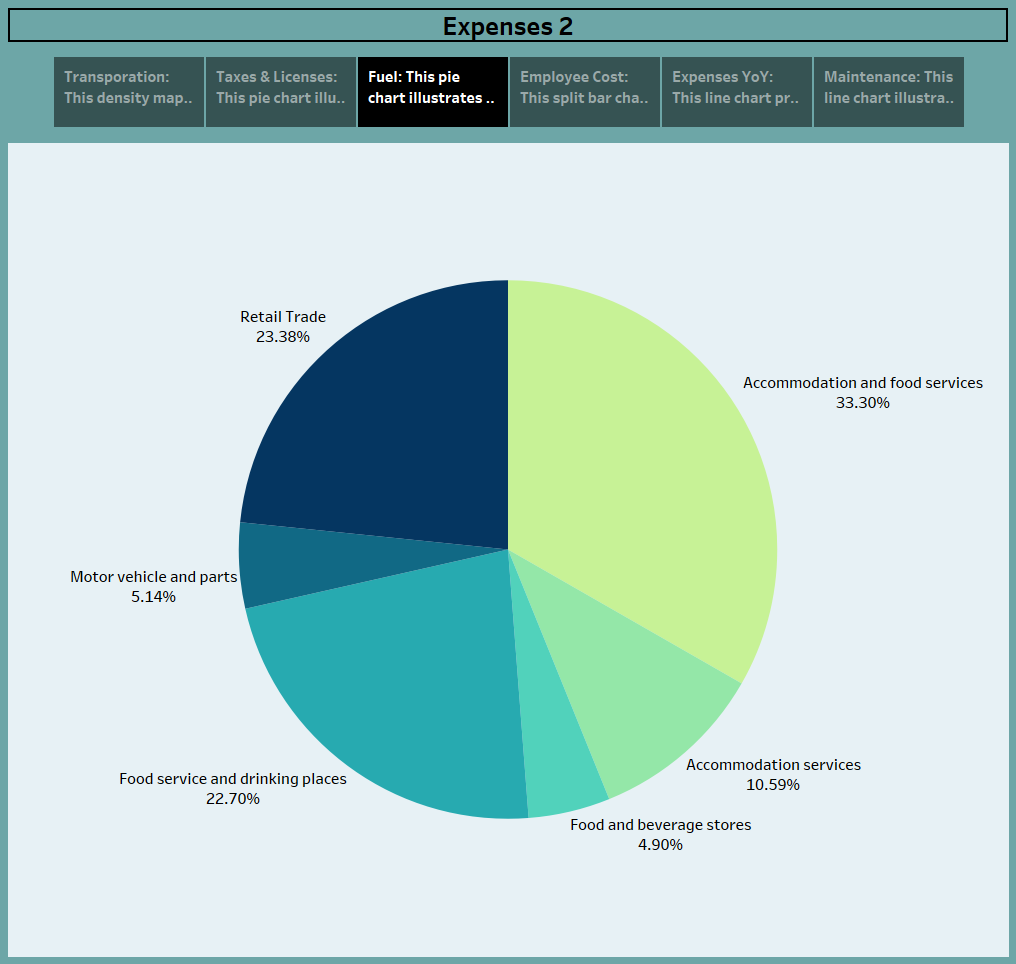 Expenses 2
Transporation:
This density map..
Taxes & Licenses:
This pie chart illu..
Fuel: This pie
chart illustrates ..
Employee Cost:
This split bar cha..
Expenses YoY:
This line chart pr..
Maintenance: This
line chart illustra..
Retail Trade
23.38%
Accommodation and food services
33.30%
Motor vehicle and parts
5.14%
Accommodation services
10.59%
Food service and drinking places
22.70%
Food and beverage stores
4.90%